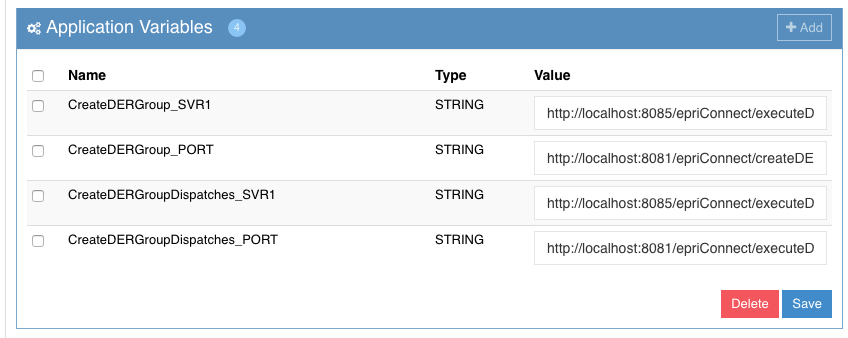 Application Variables 4
+ Add
Name Type Value
CreateDERGroup_SVR1 STRING http://localhost:8085/epriConnect/executeD
CreateDERGroup_PORT STRING http://localhost:8081/epriConnect/createDE
CreateDERGroupDispatches_SVR1 STRING http://localhost:8085/epriConnect/executeD
CreateDERGroupDispatches_PORT STRING http://localhost:8081/epriConnect/executeD
Delete Save